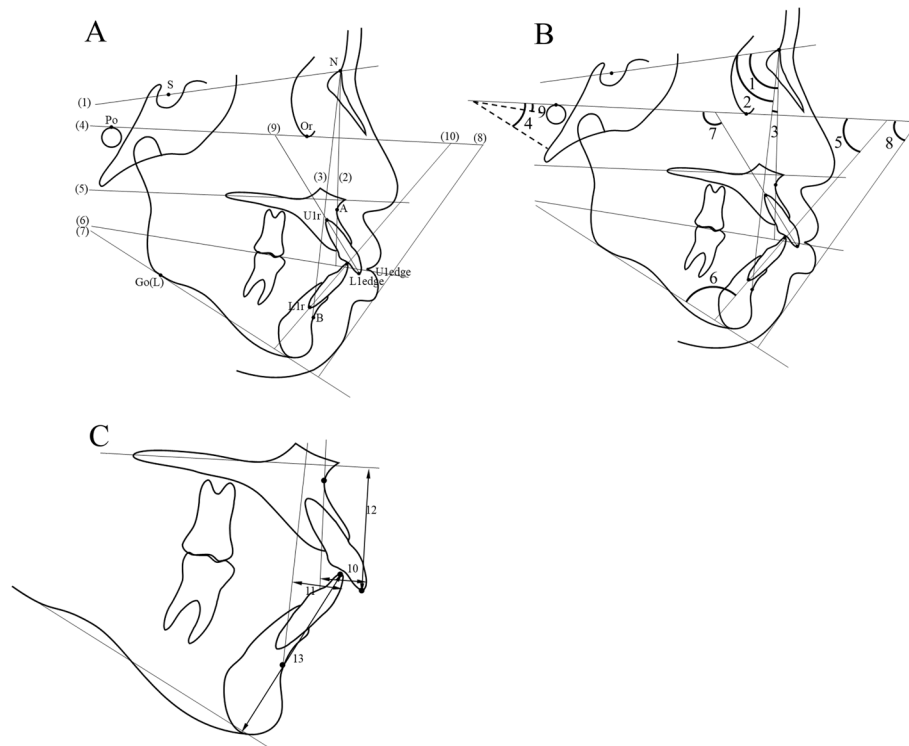 A
N
S
(1)
Po
(4)
Or
(9)
(10)
(8)
(3)
(2)
(5)
A
U1r
(6)
(7)
U1edge
Go(L)
L1edge
L1r
B
B
1
2
9
4
7
3
5
8
6
C
12
10
11
13